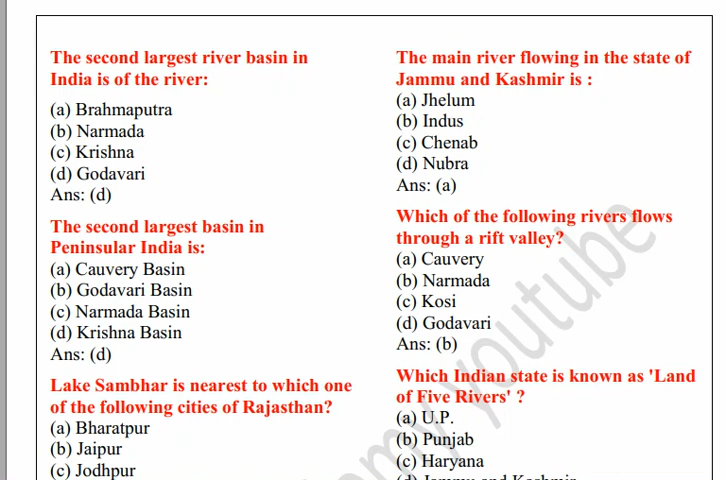 The second largest river basin in
India is of the river:
(a) Brahmaputra
(b) Narmada
(c) Krishna
(d) Godavari
Ans: (d)
The second largest basin in
Peninsular India is:
(a) Cauvery Basin
(b) Godavari Basin
(c) Narmada Basin
(d) Krishna Basin
Ans: (d)
Lake Sambhar is nearest to which one
of the following cities of Rajasthan?
(a) Bharatpur
(b) Jaipur
(c) Jodhpur
The main river flowing in the state of
Jammu and Kashmir is :
(a) Jhelum
(b) Indus
(c) Chenab
(d) Nubra
Ans: (a)
Which of the following rivers flows
through a rift valley?
(a) Cauvery
(b) Narmada
(c) Kosi
(d) Godavari
Ans: (b)
Which Indian state is known as 'Land
of Five Rivers' ?
(a) U.P.
(b) Punjab
(c) Haryana
(d) Jammu and Kashmir
youtube